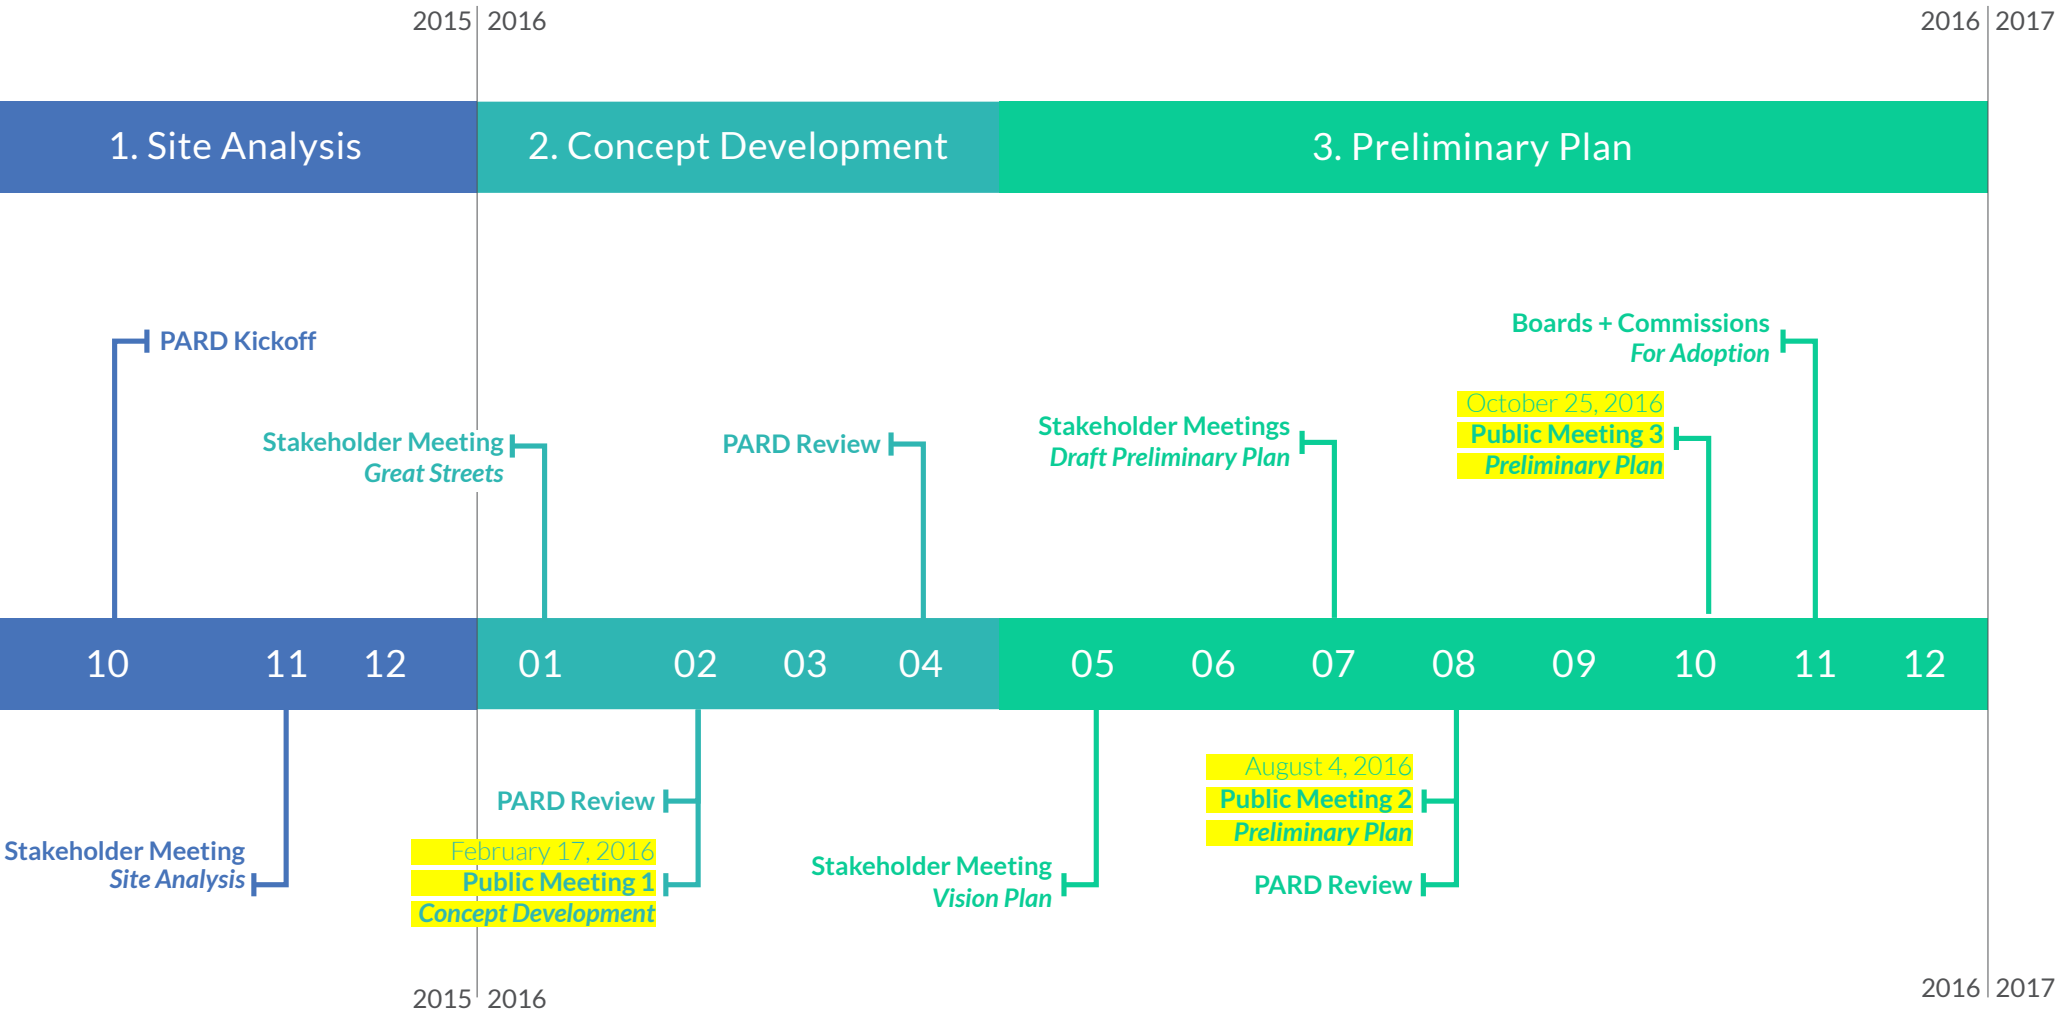 2015 2016
2016 2017
1. Site Analysis
2. Concept Development
3. Preliminary Plan
PARD Kickoff
Stakeholder Meeting
Great Streets
PARD Review
Stakeholder Meetings
Draft Preliminary Plan
October 25, 2016
Public Meeting 3
Preliminary Plan
Boards + Commissions
For Adoption
10 11 12 01 02 03 04 05 06 07 08 09 10 11 12
Stakeholder Meeting
Site Analysis
PARD Review
February 17, 2016
Public Meeting 1
Concept Development
Stakeholder Meeting
Vision Plan
August 4, 2016
Public Meeting 2
Preliminary Plan
PARD Review
2015 2016
2016 2017